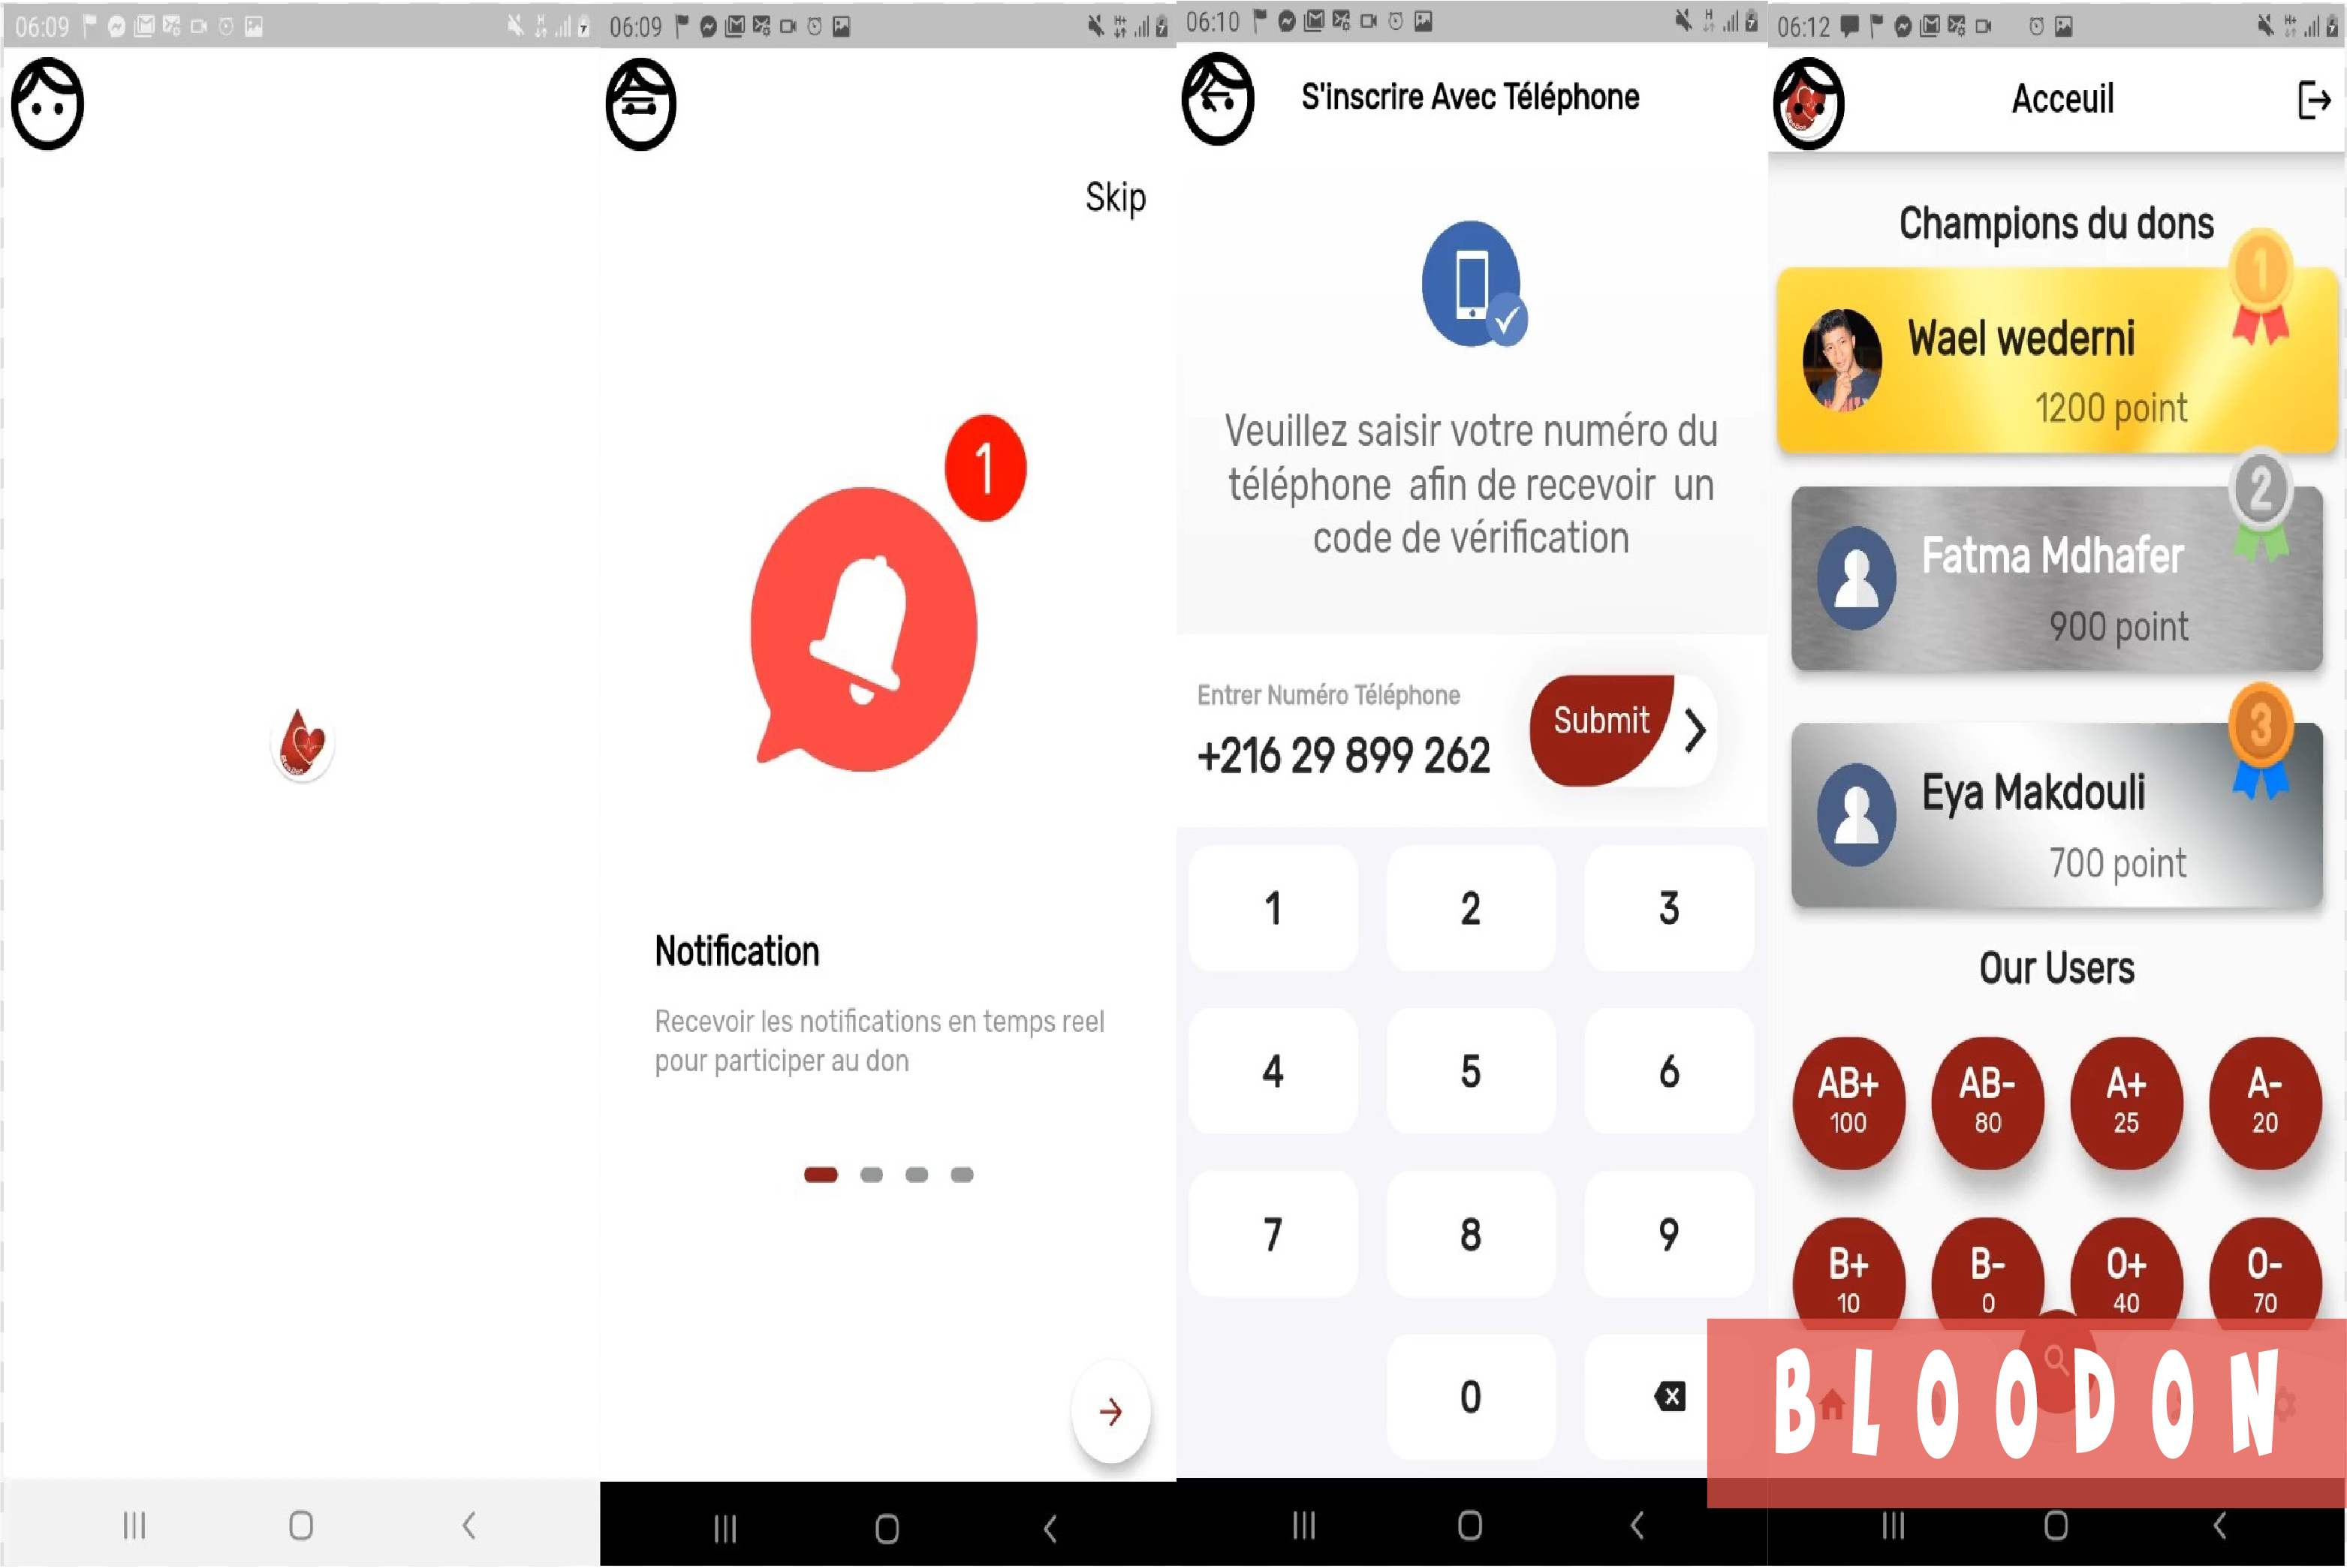 06:09
06:09
Skip
1
Notification
Recevoir les notifications en temps reel
pour participer au don
06:10
S'inscrire Avec Téléphone
Veuillez saisir votre numéro du
téléphone afin de recevoir un
code de vérification
Entrer Numéro Téléphone
+216 29 899 262
Submit
1 2 3
4 5 6
7 8 9
0
06:12
Acceuil
Champions du dons
1
Wael wederni
1200 point
2
Fatma Mdhafer
900 point
3
Eya Makdouli
700 point
Our Users
AB+ AB- A+ A-
100 80 25 20
B+ B- O+ O-
10 0 40 70
BLOODON